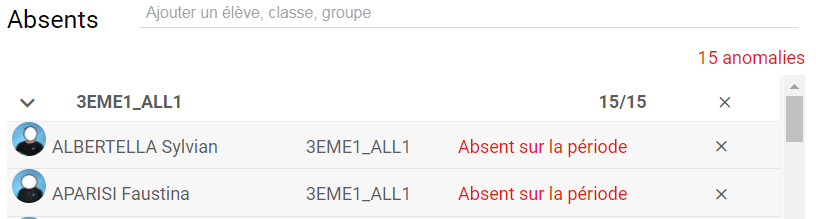 Absents
Ajouter un élève, classe, groupe
15 anomalies
3EME1_ALL1 15/15 ×
ALBERTELLA Sylvian 3EME1_ALL1 Absent sur la période ×
APARISI Faustina 3EME1_ALL1 Absent sur la période ×